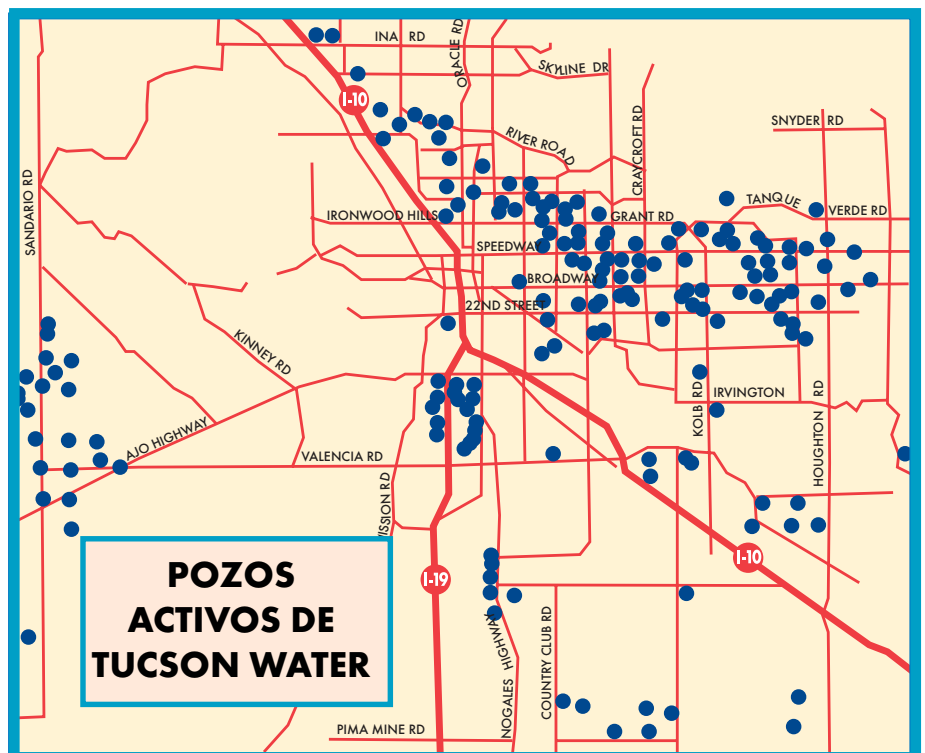 INA RD
ORACLE RD
SKYLINE DR
I-10
CRAYCROFT RD
SNYDER RD
RIVER ROAD
SANDARIO RD
TANQUE
VERDE RD
IRONWOOD HILLS
GRANT RD
SPEEDWAY
BROADWAY
22ND STREET
KINNEY RD
KOLB RD
IRVINGTON
HOUGHTON RD
AJO HIGHWAY
VALENCIA RD
ISSION RD
I-10
I-19
POZOS
ACTIVOS DE
TUCSON WATER
NOGALES HIGHWAY
COUNTRY CLUB RD
PIMA MINE RD